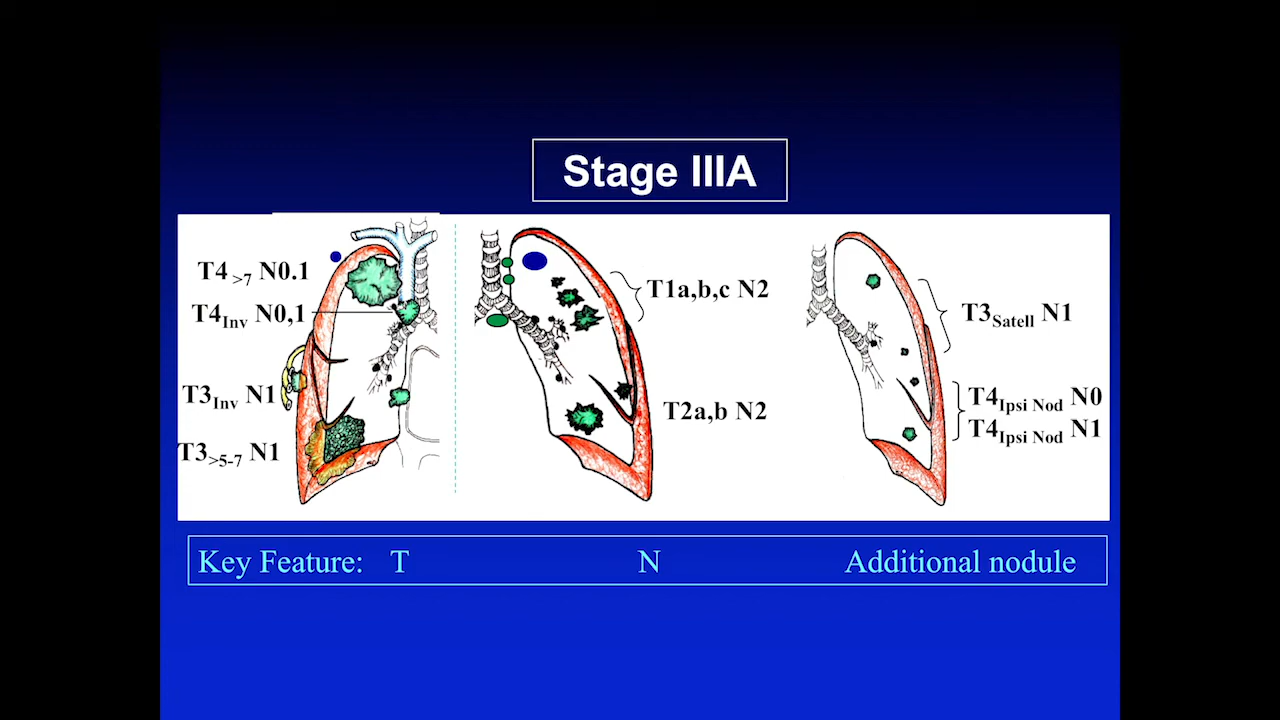 Stage IIIA
T4 >7 N0.1
T4Inv N0,1
T3Inv N1
T3>5-7 N1
T1a,b,c N2
T2a,b N2
T3Satell N1
T4Ipsi Nod N0
T4Ipsi Nod N1
Key Feature: T N Additional nodule